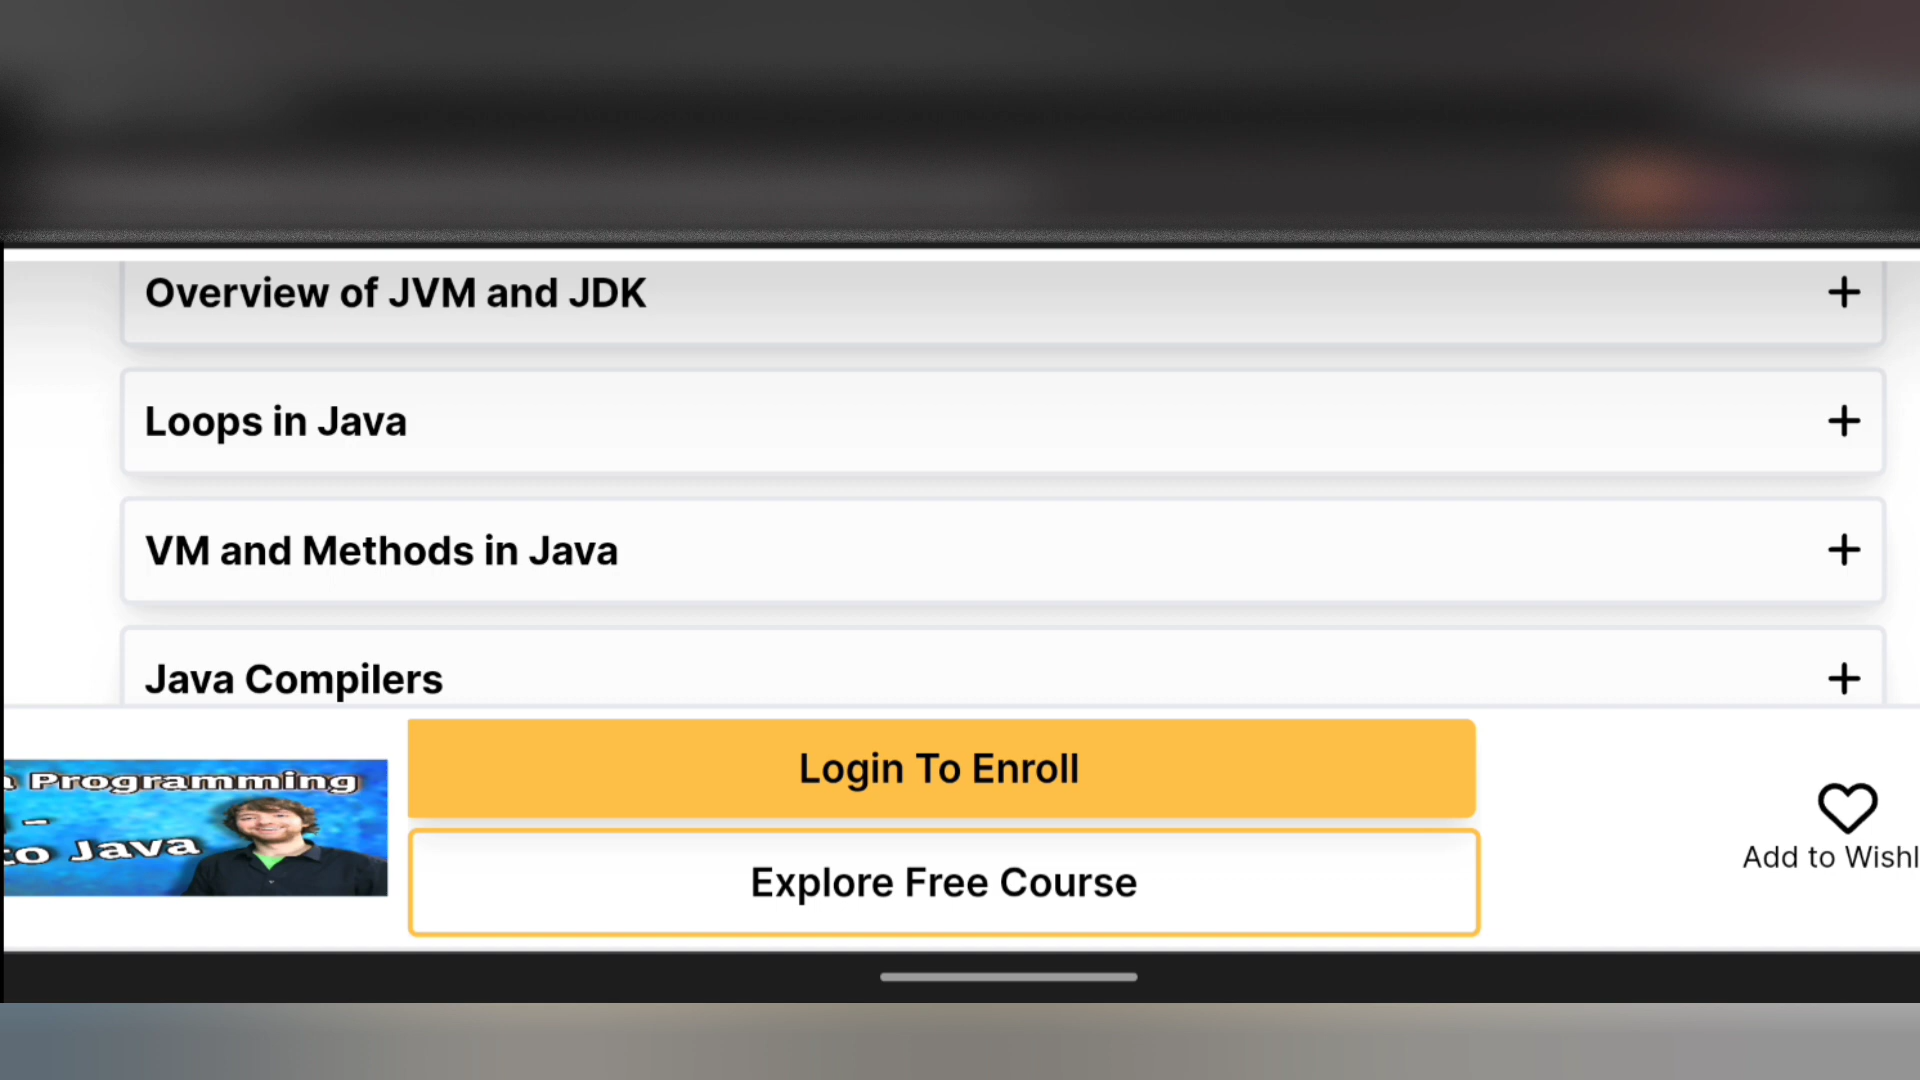 Overview of JVM and JDK
Loops in Java
VM and Methods in Java
Java Compilers
Login To Enroll
Programming
-
to Java
Explore Free Course
Add to